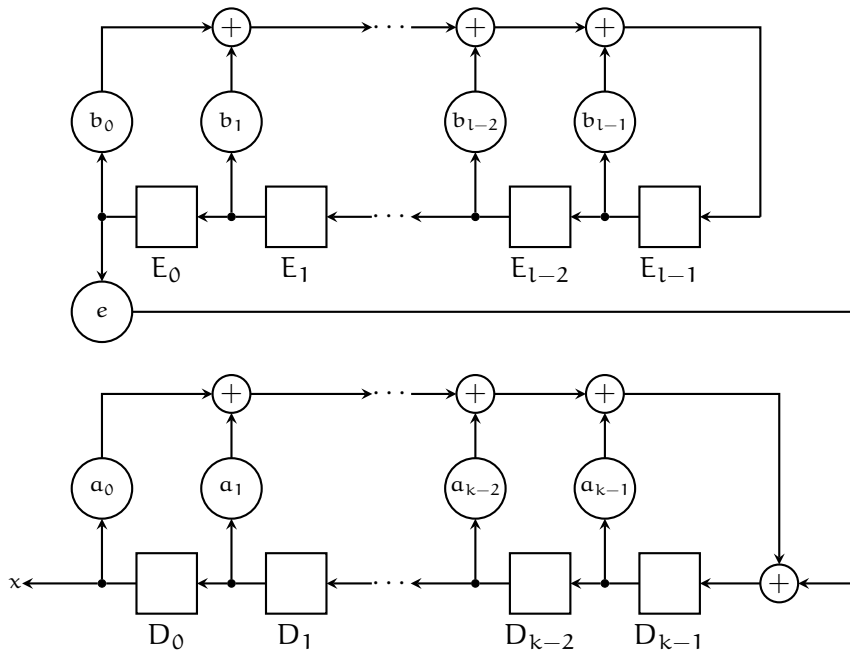 + ··· + +
b₀ b₁ bₗ₋₂ bₗ₋₁
···
E₀ E₁ Eₗ₋₂ Eₗ₋₁
e
+ ··· + +
a₀ a₁ aₖ₋₂ aₖ₋₁
x ··· +
D₀ D₁ Dₖ₋₂ Dₖ₋₁